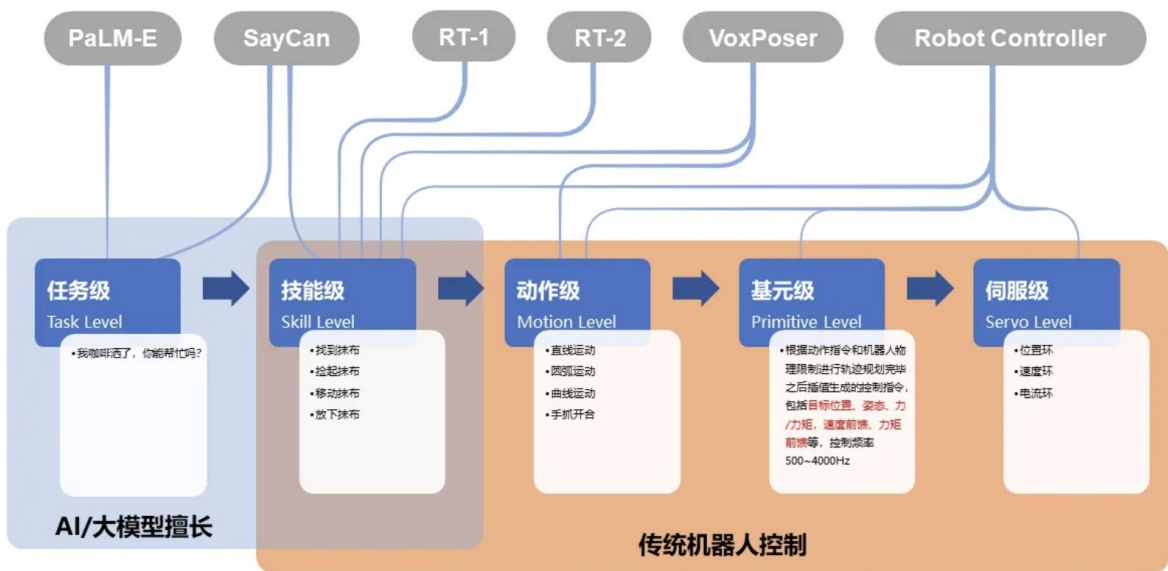 PaLM-E
SayCan
RT-1
RT-2
VoxPoser
Robot Controller
任务级
Task Level
•我咖啡洒了，你能帮忙吗？
技能级
Skill Level
•找到抹布
•捡起抹布
•移动抹布
•放下抹布
动作级
Motion Level
•直线运动
•圆弧运动
•曲线运动
•手抓开合
基元级
Primitive Level
•根据动作指令和机器人物
理限制进行轨迹规划完毕
之后插值生成的控制指令，
包括目标位置、姿态、力
/力矩，速度前馈、力矩
前馈等，控制频率
500~4000Hz
伺服级
Servo Level
•位置环
•速度环
•电流环
AI/大模型擅长
传统机器人控制